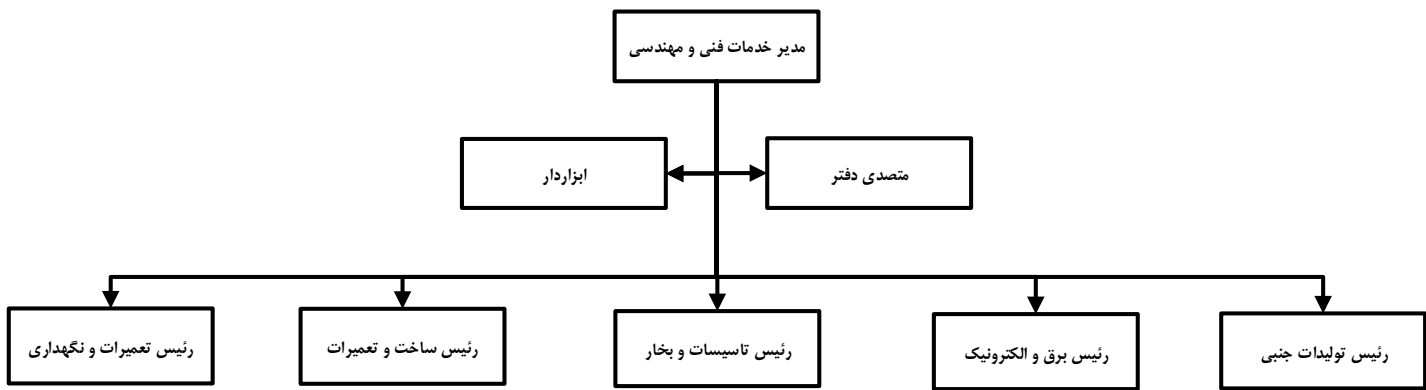 مدیر خدمات فنی و مهندسی
متصدی دفتر
ابزاردار
رئیس تولیدات جنبی
رئیس برق و الکترونیک
رئیس تاسیسات و بخار
رئیس ساخت و تعمیرات
رئیس تعمیرات و نگهداری